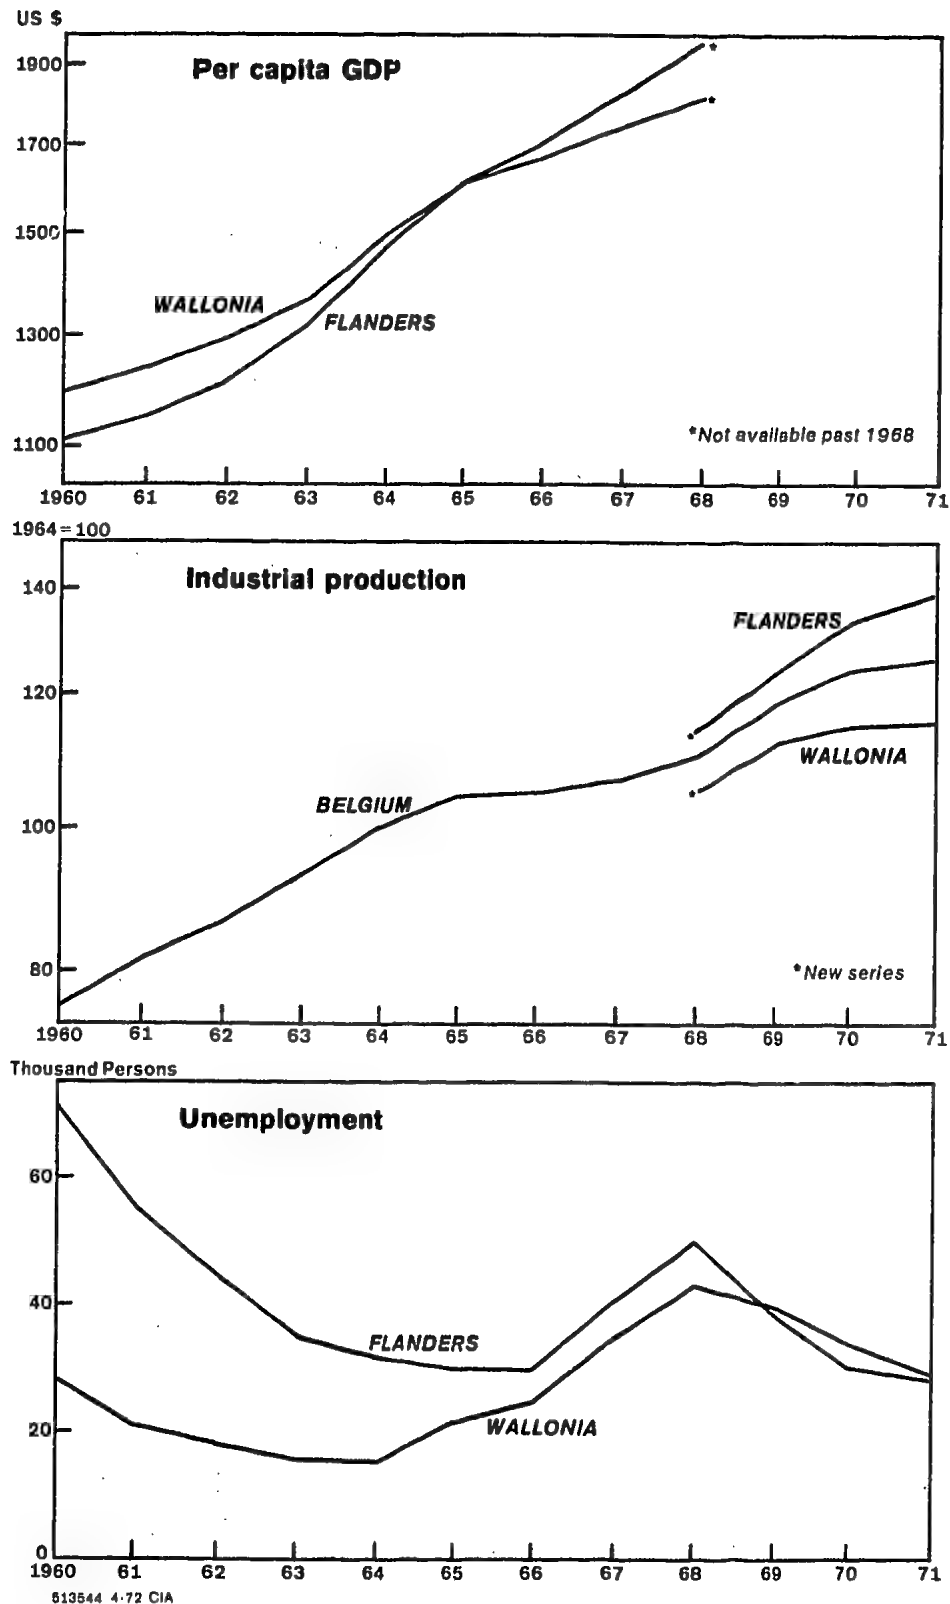 US $
Per capita GDP
1900
1700
1500
1300
1100
WALLONIA
FLANDERS
*
*
*Not available past 1968
1960 61 62 63 64 65 66 67 68 69 70 71
1964=100
Industrial production
140
120
100
80
FLANDERS
WALLONIA
BELGIUM
*
*
*New series
1960 61 62 63 64 65 66 67 68 69 70 71
Thousand Persons
Unemployment
60
40
20
0
FLANDERS
WALLONIA
1960 61 62 63 64 65 66 67 68 69 70 71
513544 4-72 CIA